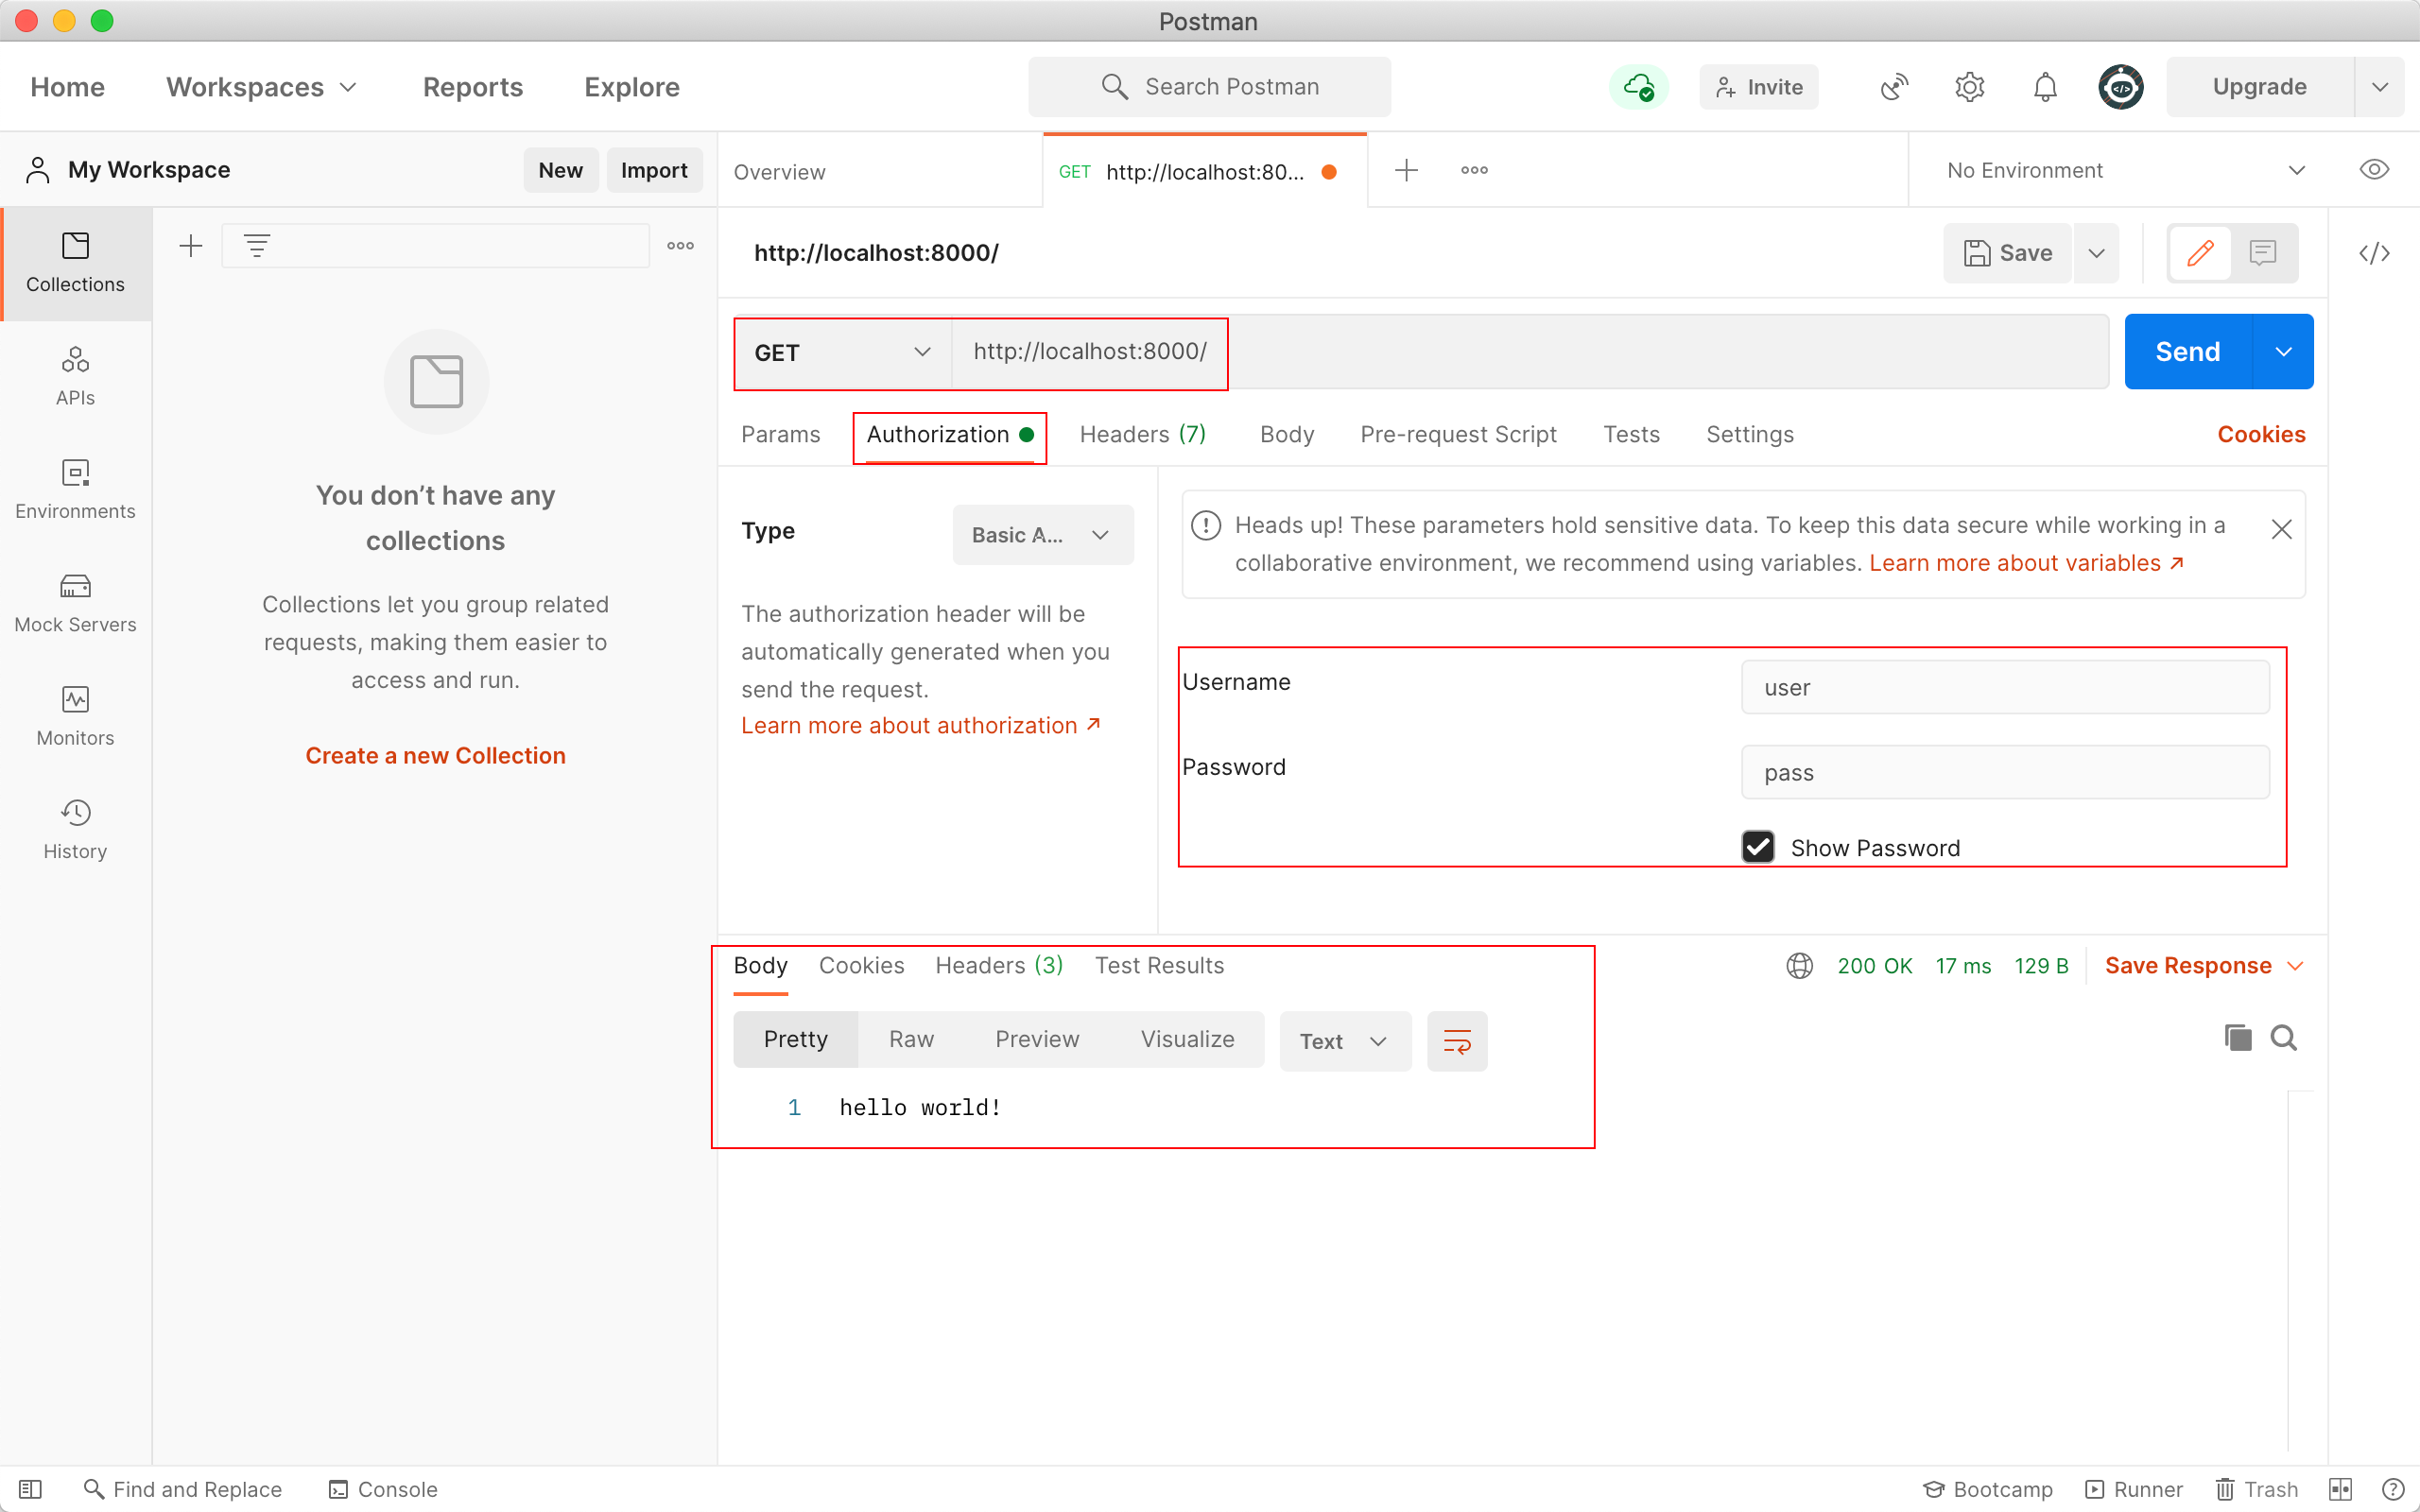 Postman
Home
Workspaces
Reports
Explore
Search Postman
Invite
Upgrade
My Workspace
New
Import
Overview
GET http://localhost:80...
No Environment
Collections
APIs
Environments
Mock Servers
Monitors
History
You don’t have any
collections
Collections let you group related
requests, making them easier to
access and run.
Create a new Collection
http://localhost:8000/
Save
GET
http://localhost:8000/
Send
Params
Authorization
Headers (7)
Body
Pre-request Script
Tests
Settings
Cookies
Type
Basic A...
The authorization header will be
automatically generated when you
send the request.
Learn more about authorization
Heads up! These parameters hold sensitive data. To keep this data secure while working in a
collaborative environment, we recommend using variables. Learn more about variables
Username
user
Password
pass
Show Password
Body
Cookies
Headers (3)
Test Results
200 OK
17 ms
129 B
Save Response
Pretty
Raw
Preview
Visualize
Text
1 hello world!
Find and Replace
Console
Bootcamp
Runner
Trash